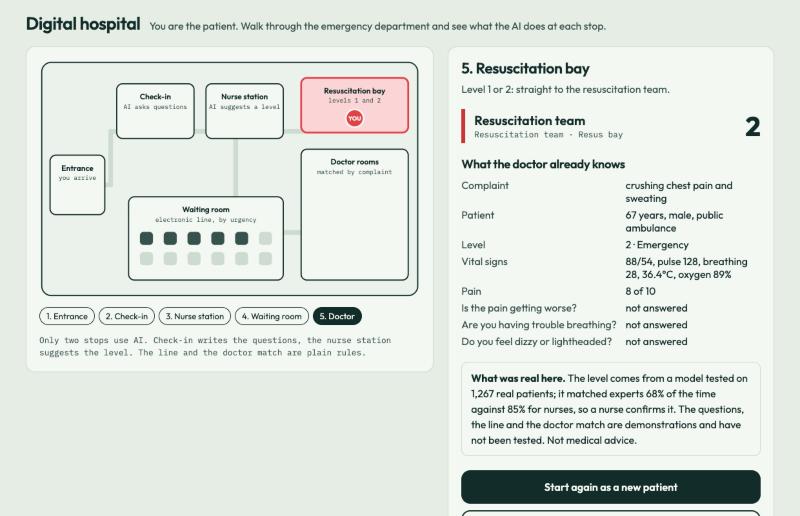 Digital hospital
You are the patient. Walk through the emergency department and see what the AI does at each stop.
Check-in
AI asks questions
Nurse station
AI suggests a level
Resuscitation bay
levels 1 and 2
YOU
Entrance
you arrive
Doctor rooms
matched by complaint
Waiting room
electronic line, by urgency
1. Entrance
2. Check-in
3. Nurse station
4. Waiting room
5. Doctor
Only two stops use AI. Check-in writes the questions, the nurse station
suggests the level. The line and the doctor match are plain rules.
5. Resuscitation bay
Level 1 or 2: straight to the resuscitation team.
Resuscitation team
Resuscitation team · Resus bay
2
What the doctor already knows
Complaint
crushing chest pain and
sweating
Patient
67 years, male, public
ambulance
Level
2 · Emergency
Vital signs
88/54, pulse 128, breathing
28, 36.4°C, oxygen 89%
Pain
8 of 10
Is the pain getting worse?
not answered
Are you having trouble breathing?
not answered
Do you feel dizzy or lightheaded?
not answered
What was real here. The level comes from a model tested on
1,267 real patients; it matched experts 68% of the time
against 85% for nurses, so a nurse confirms it. The questions,
the line and the doctor match are demonstrations and have
not been tested. Not medical advice.
Start again as a new patient